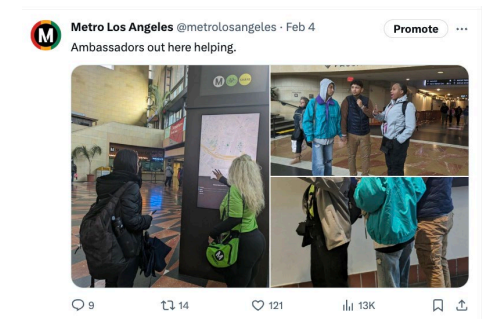 Metro Los Angeles @metrolosangeles · Feb 4
Promote
Ambassadors out here helping.
M
M
9
14
121
13K